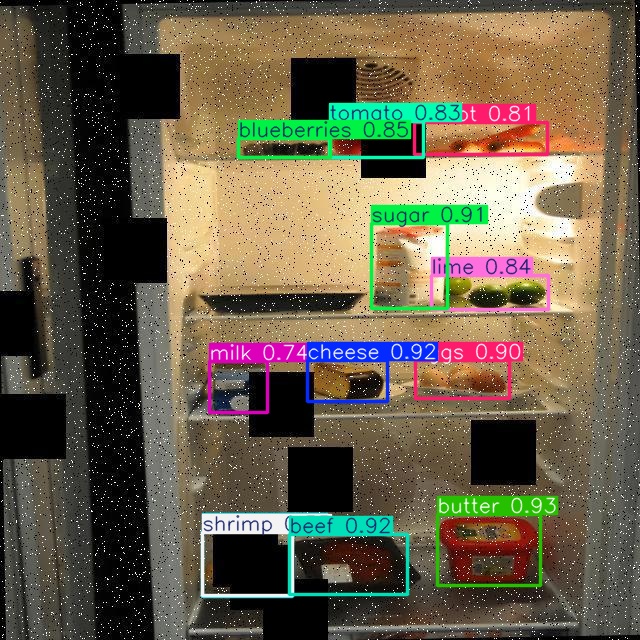 tomato 0.83
ot 0.81
blueberries 0.85
sugar 0.91
lime 0.84
milk 0.74
cheese 0.92
gs 0.90
butter 0.93
shrimp
beef 0.92